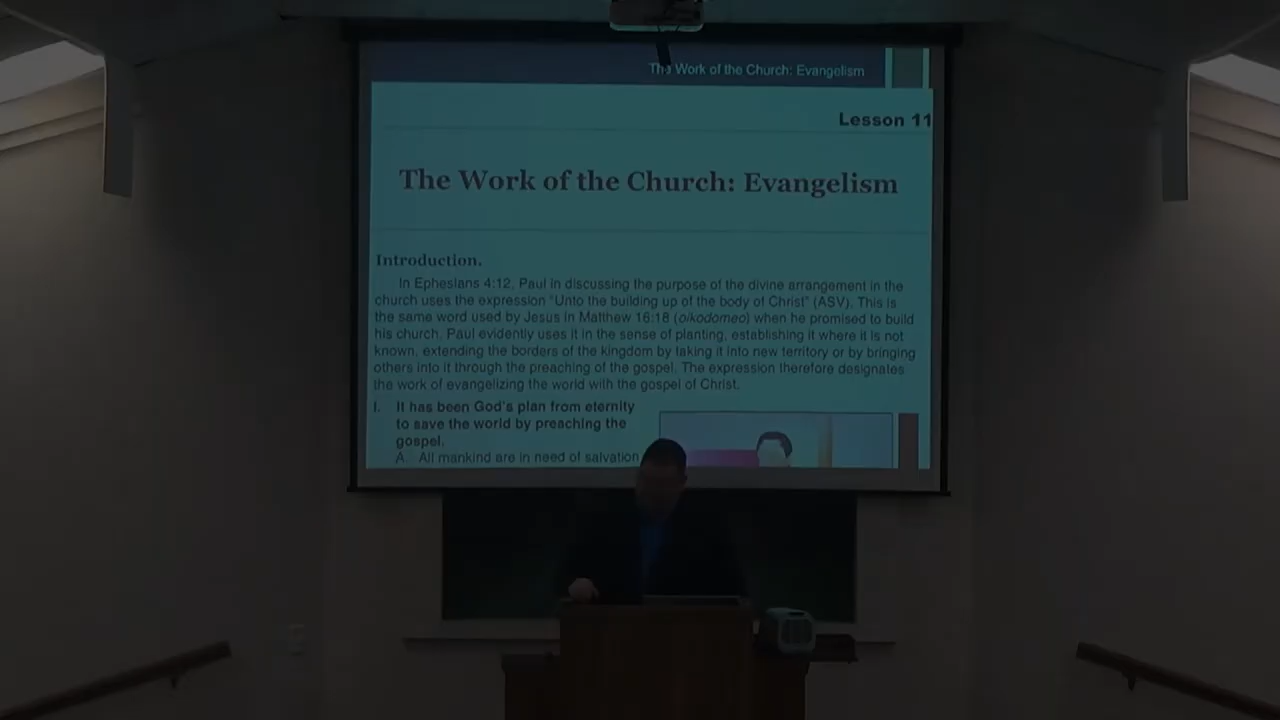 The Work of the Church: Evangelism
Lesson 11
The Work of the Church: Evangelism
Introduction.
In Ephesians 4:12, Paul in discussing the purpose of the divine arrangement in the
church uses the expression "Unto the building up of the body of Christ" (ASV). This is
the same word used by Jesus in Matthew 16:18 (oikodomeo) when he promised to build
his church. Paul evidently uses it in the sense of planting, establishing it where it is not
known, extending the borders of the kingdom by taking it into new territory or by bringing
others into it through the preaching of the gospel. The expression therefore designates
the work of evangelizing the world with the gospel of Christ.
I. It has been God's plan from eternity
to save the world by preaching the
gospel.
A. All mankind are in need of salvation